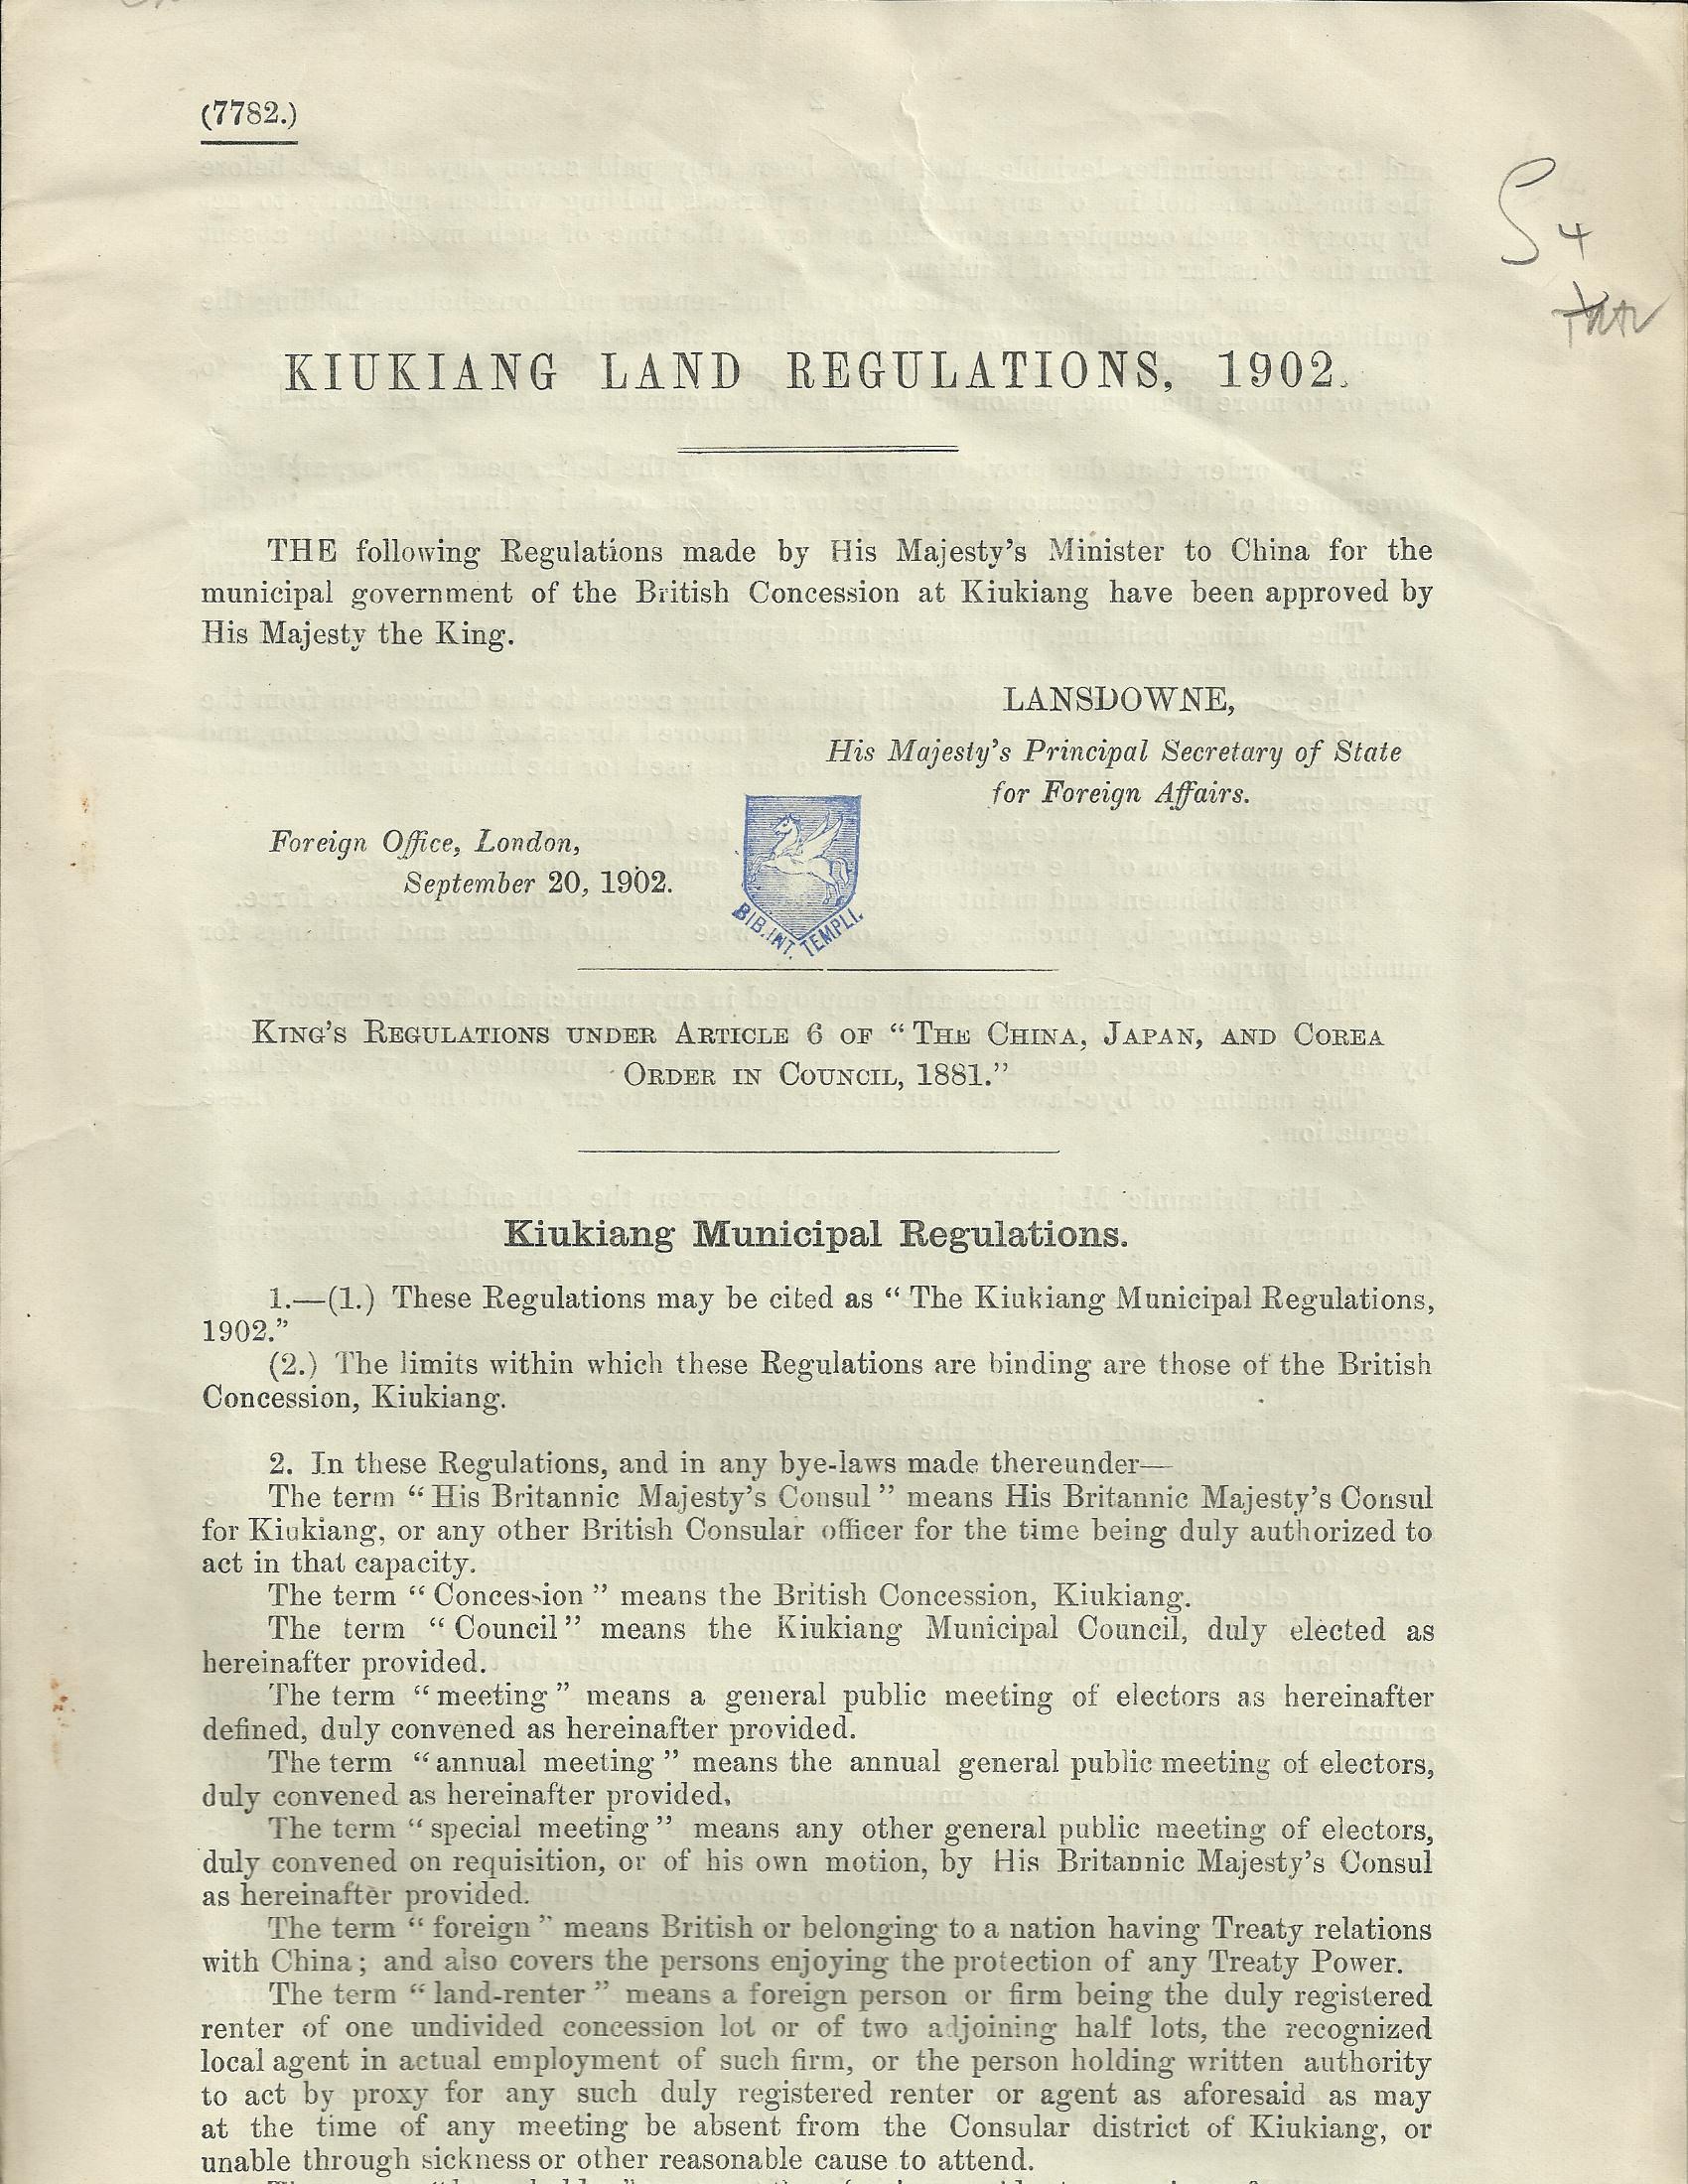 (7782.)
S 4
KIUKIANG LAND REGULATIONS, 1902.
THE following Regulations made by His Majesty's Minister to China for the
municipal government of the British Concession at Kiukiang have been approved by
His Majesty the King.
LANSDOWNE,
His Majesty's Principal Secretary of State
for Foreign Affairs.
Foreign Office, London,
September 20, 1902.
BIB. INT. TEMPLI.
KING'S REGULATIONS UNDER ARTICLE 6 OF "THE CHINA, JAPAN, AND COREA
ORDER IN COUNCIL, 1881."
Kiukiang Municipal Regulations.
1.—(1.) These Regulations may be cited as "The Kiukiang Municipal Regulations,
1902."
(2.) The limits within which these Regulations are binding are those of the British
Concession, Kiukiang.
2. In these Regulations, and in any bye-laws made thereunder—
The term "His Britannic Majesty's Consul" means His Britannic Majesty's Consul
for Kiukiang, or any other British Consular officer for the time being duly authorized to
act in that capacity.
The term "Concession" means the British Concession, Kiukiang.
The term "Council" means the Kiukiang Municipal Council, duly elected as
hereinafter provided.
The term "meeting" means a general public meeting of electors as hereinafter
defined, duly convened as hereinafter provided.
The term "annual meeting" means the annual general public meeting of electors,
duly convened as hereinafter provided.
The term "special meeting" means any other general public meeting of electors,
duly convened on requisition, or of his own motion, by His Britannic Majesty's Consul
as hereinafter provided.
The term "foreign" means British or belonging to a nation having Treaty relations
with China; and also covers the persons enjoying the protection of any Treaty Power.
The term "land-renter" means a foreign person or firm being the duly registered
renter of one undivided concession lot or of two adjoining half lots, the recognized
local agent in actual employment of such firm, or the person holding written authority
to act by proxy for any such duly registered renter or agent as aforesaid as may
at the time of any meeting be absent from the Consular district of Kiukiang, or
unable through sickness or other reasonable cause to attend.